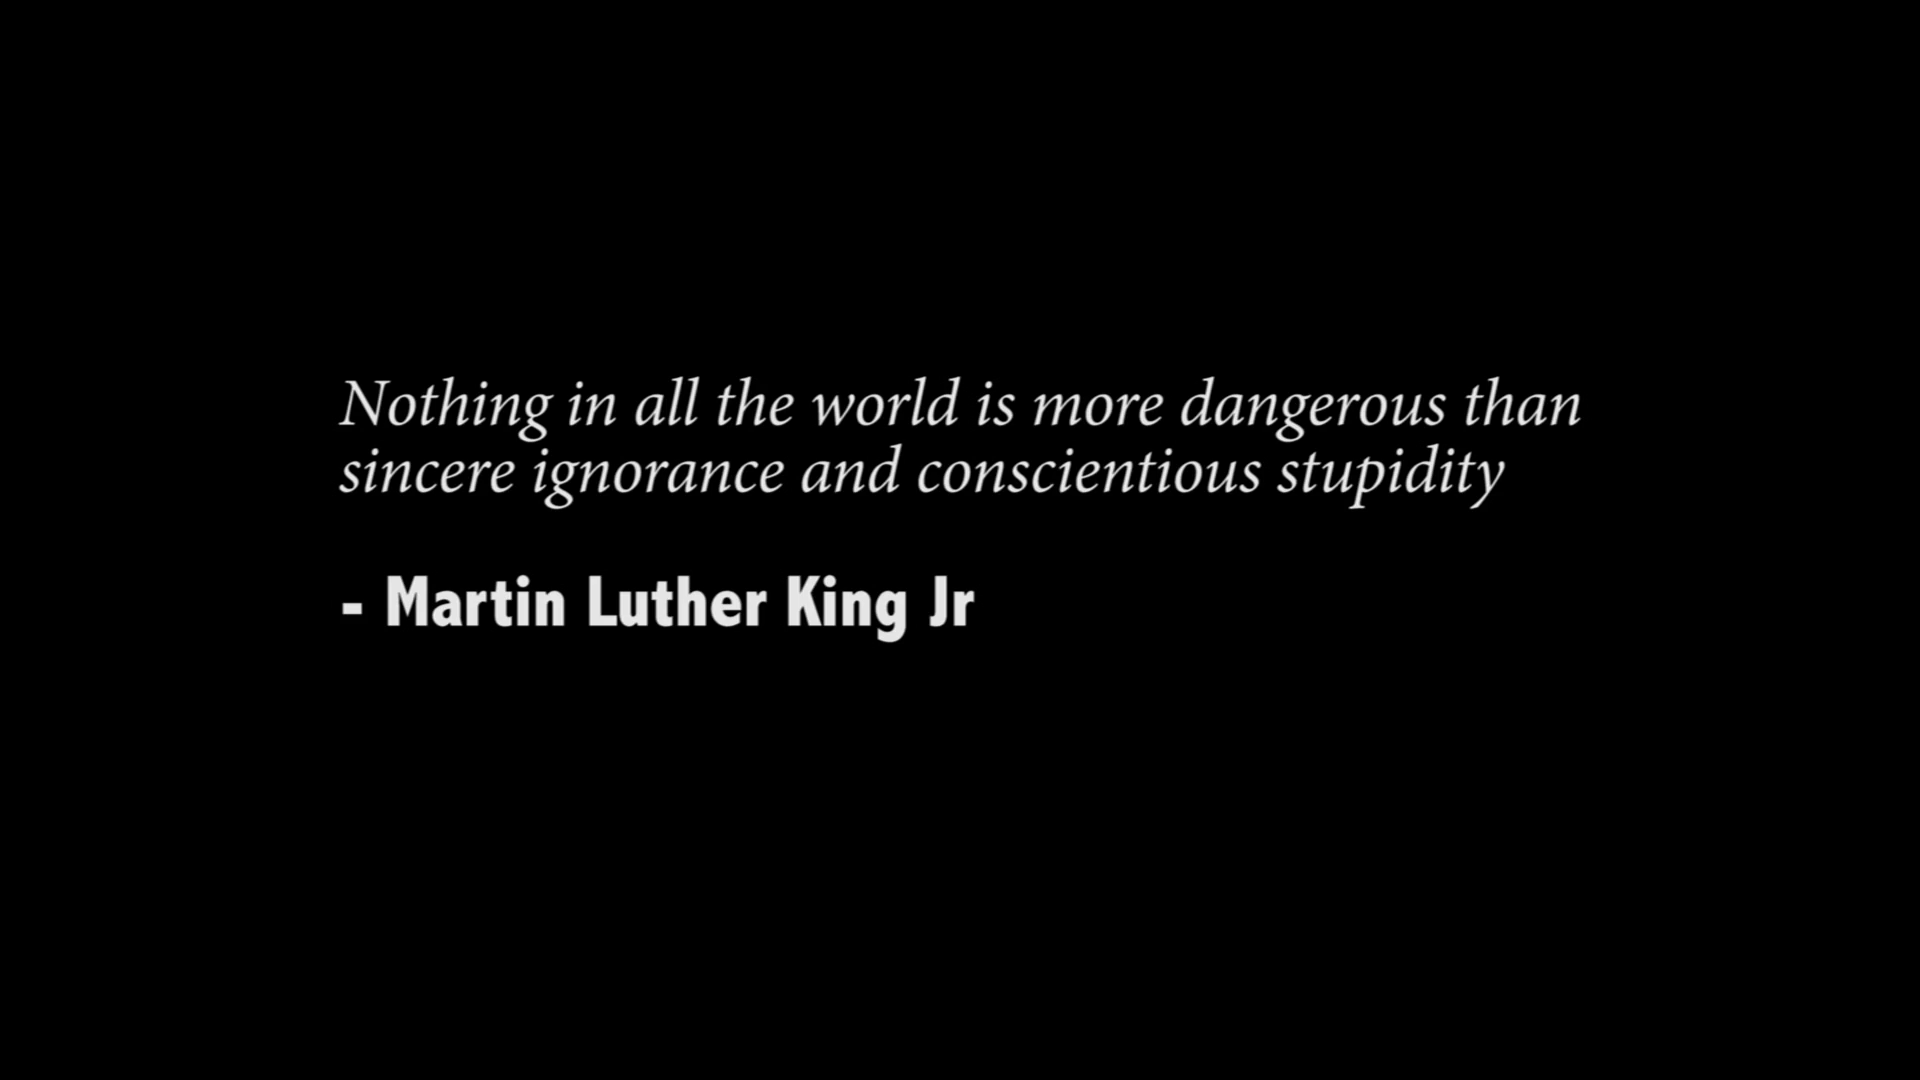 Nothing in all the world is more dangerous than
sincere ignorance and conscientious stupidity
- Martin Luther King Jr